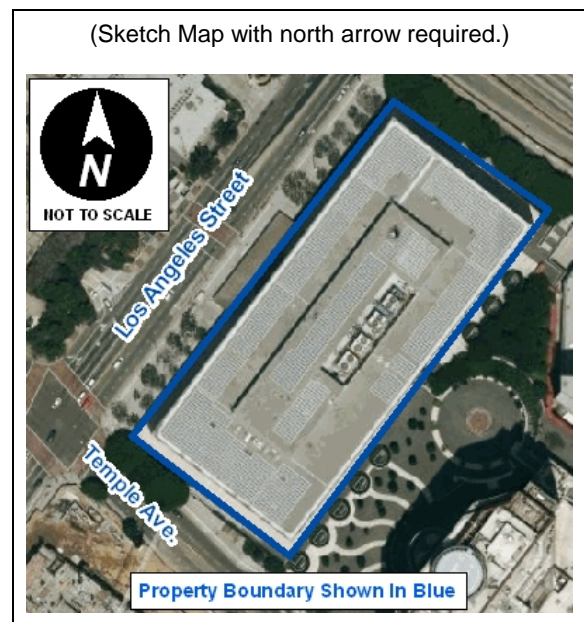 (Sketch Map with north arrow required.)
N
NOT TO SCALE
Los Angeles Street
Temple Ave.
Property Boundary Shown In Blue